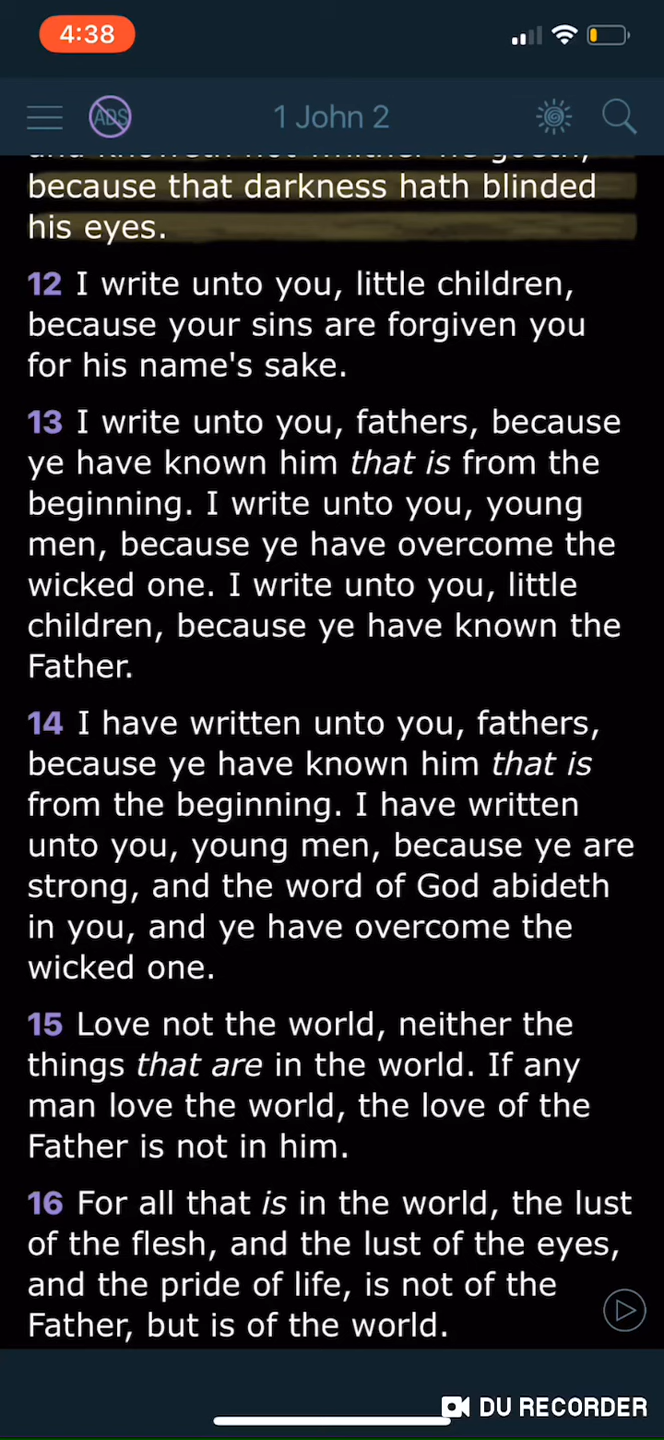 4:38
ADS
1 John 2
because that darkness hath blinded
his eyes.
12 I write unto you, little children,
because your sins are forgiven you
for his name's sake.
13 I write unto you, fathers, because
ye have known him that is from the
beginning. I write unto you, young
men, because ye have overcome the
wicked one. I write unto you, little
children, because ye have known the
Father.
14 I have written unto you, fathers,
because ye have known him that is
from the beginning. I have written
unto you, young men, because ye are
strong, and the word of God abideth
in you, and ye have overcome the
wicked one.
15 Love not the world, neither the
things that are in the world. If any
man love the world, the love of the
Father is not in him.
16 For all that is in the world, the lust
of the flesh, and the lust of the eyes,
and the pride of life, is not of the
Father, but is of the world.
DU RECORDER